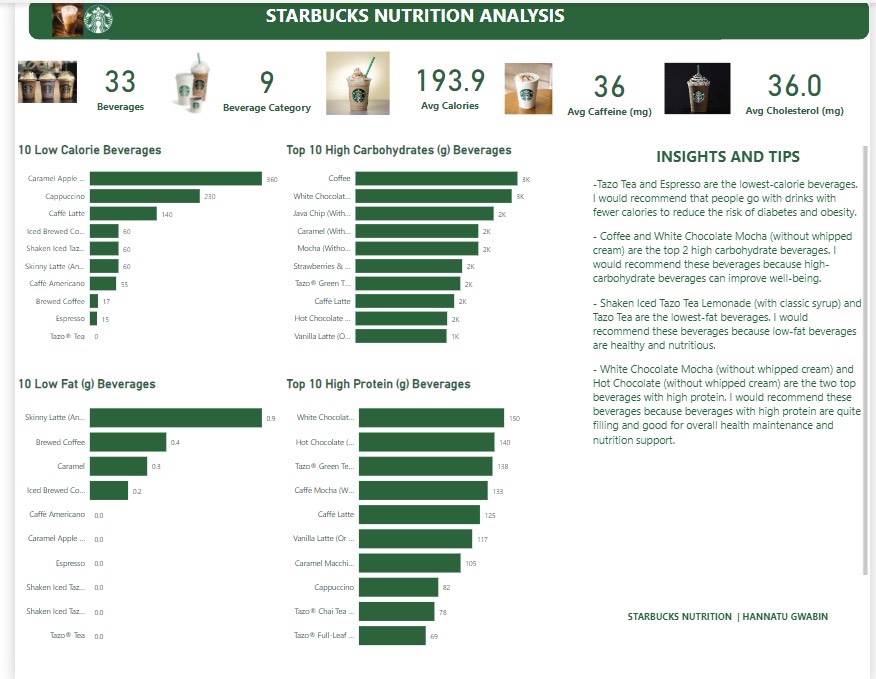 STARBUCKS NUTRITION ANALYSIS
33
Beverages
9
Beverage Category
193.9
Avg Calories
36
Avg Caffeine (mg)
36.0
Avg Cholesterol (mg)
10 Low Calorie Beverages
Caramel Apple ... 360
Cappuccino 230
Caffè Latte 140
Iced Brewed Co... 60
Shaken Iced Taz... 60
Skinny Latte (An... 60
Caffè Americano 55
Brewed Coffee 17
Espresso 15
Tazo® Tea 0
Top 10 High Carbohydrates (g) Beverages
Coffee 3K
White Chocolat... 3K
Java Chip (With... 2K
Caramel (With... 2K
Mocha (Witho... 2K
Strawberries & ... 2K
Tazo® Green T... 2K
Caffè Latte 2K
Hot Chocolate ... 2K
Vanilla Latte (O... 1K
10 Low Fat (g) Beverages
Skinny Latte (An... 0.9
Brewed Coffee 0.4
Caramel 0.3
Iced Brewed Co... 0.2
Caffè Americano 0.0
Caramel Apple ... 0.0
Espresso 0.0
Shaken Iced Taz... 0.0
Shaken Iced Taz... 0.0
Tazo® Tea 0.0
Top 10 High Protein (g) Beverages
White Chocolat... 150
Hot Chocolate (... 140
Tazo® Green Te... 138
Caffè Mocha (W... 133
Caffè Latte 125
Vanilla Latte (Or ... 117
Caramel Macchi... 105
Cappuccino 82
Tazo® Chai Tea ... 78
Tazo® Full-Leaf ... 69
INSIGHTS AND TIPS
-Tazo Tea and Espresso are the lowest-calorie beverages.
I would recommend that people go with drinks with
fewer calories to reduce the risk of diabetes and obesity.
- Coffee and White Chocolate Mocha (without whipped
cream) are the top 2 high carbohydrate beverages. I
would recommend these beverages because high-
carbohydrate beverages can improve well-being.
- Shaken Iced Tazo Tea Lemonade (with classic syrup) and
Tazo Tea are the lowest-fat beverages. I would
recommend these beverages because low-fat beverages
are healthy and nutritious.
- White Chocolate Mocha (without whipped cream) and
Hot Chocolate (without whipped cream) are the two top
beverages with high protein. I would recommend these
beverages because beverages with high protein are quite
filling and good for overall health maintenance and
nutrition support.
STARBUCKS NUTRITION | HANNATU GWABIN